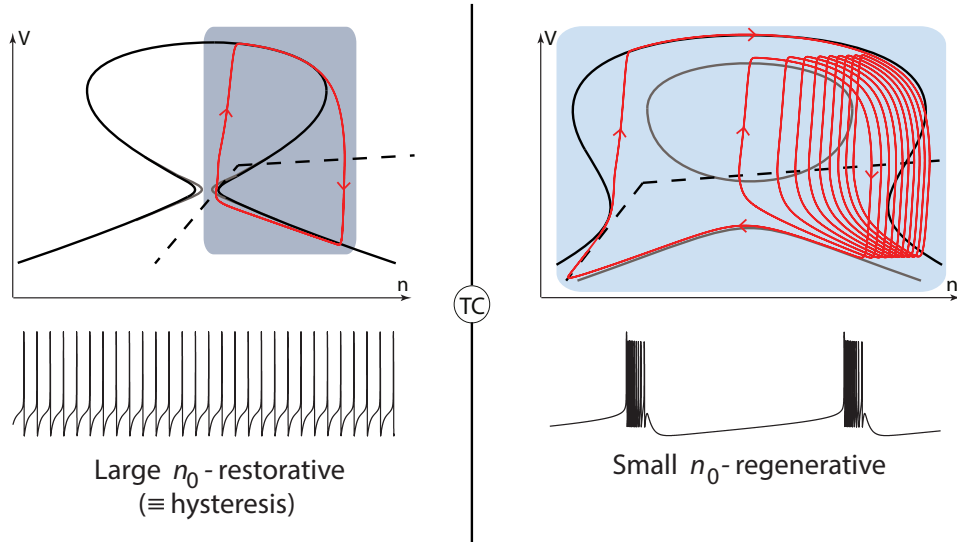 V
n
V
n
TC
Large n0 - restorative
(≡ hysteresis)
Small n0 - regenerative